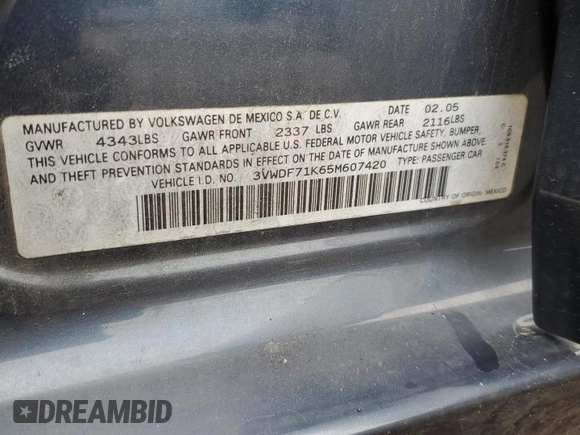 MANUFACTURED BY VOLKSWAGEN DE MEXICO S.A. DE C.V. DATE 02.05
GVWR 4343LBS GAWR FRONT 2337 LBS GAWR REAR 2116LBS
THIS VEHICLE CONFORMS TO ALL APPLICABLE U.S. FEDERAL MOTOR VEHICLE SAFETY, BUMPER,
AND THEFT PREVENTION STANDARDS IN EFFECT ON THE DATE OF MANUFACTURE SHOWN ABOVE.
VEHICLE I.D. NO. 3VWDF71K65M607420 TYPE: PASSENGER CAR
COUNTRY OF ORIGIN: MEXICO
DREAMBID